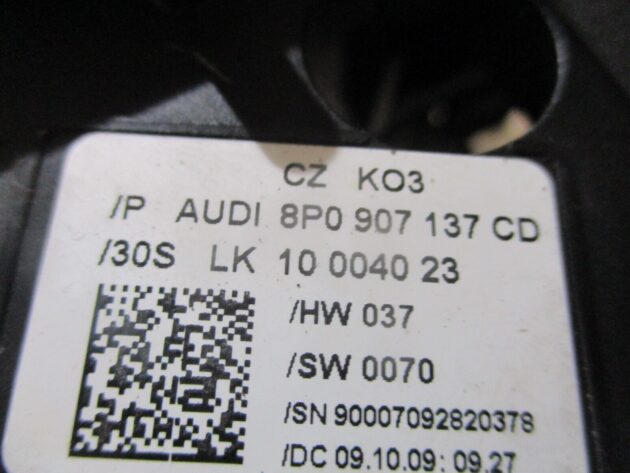 CZ KO3
/P AUDI 8P0 907 137 CD
/30S LK 10 0040 23
/HW 037
/SW 0070
/SN 90007092820378
/DC 09.10.09: 09.27